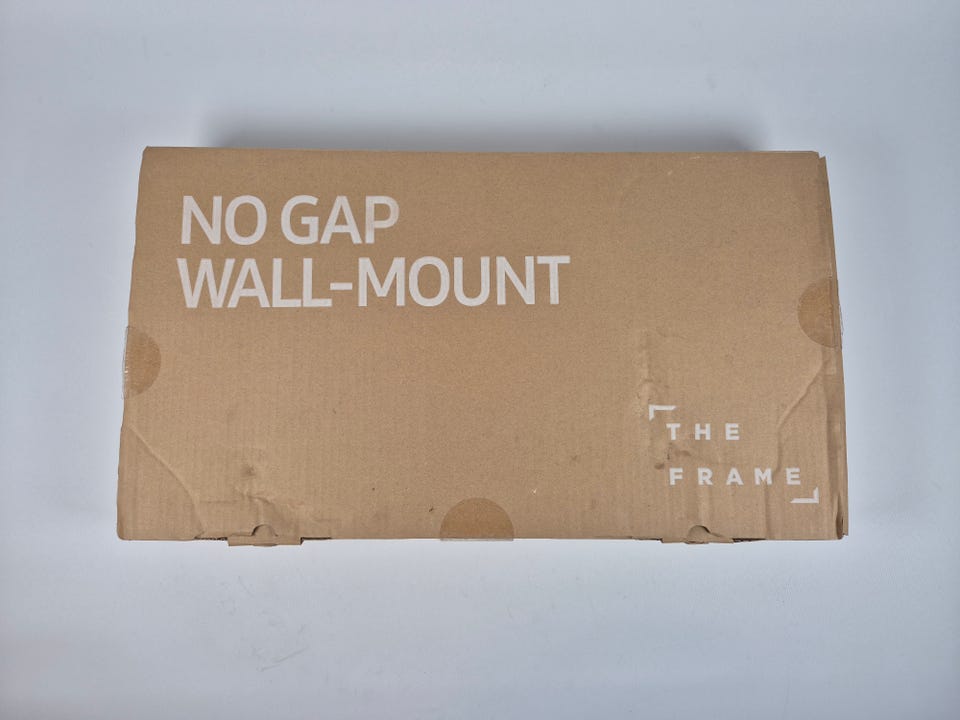 NO GAP
WALL-MOUNT
THE
FRAME